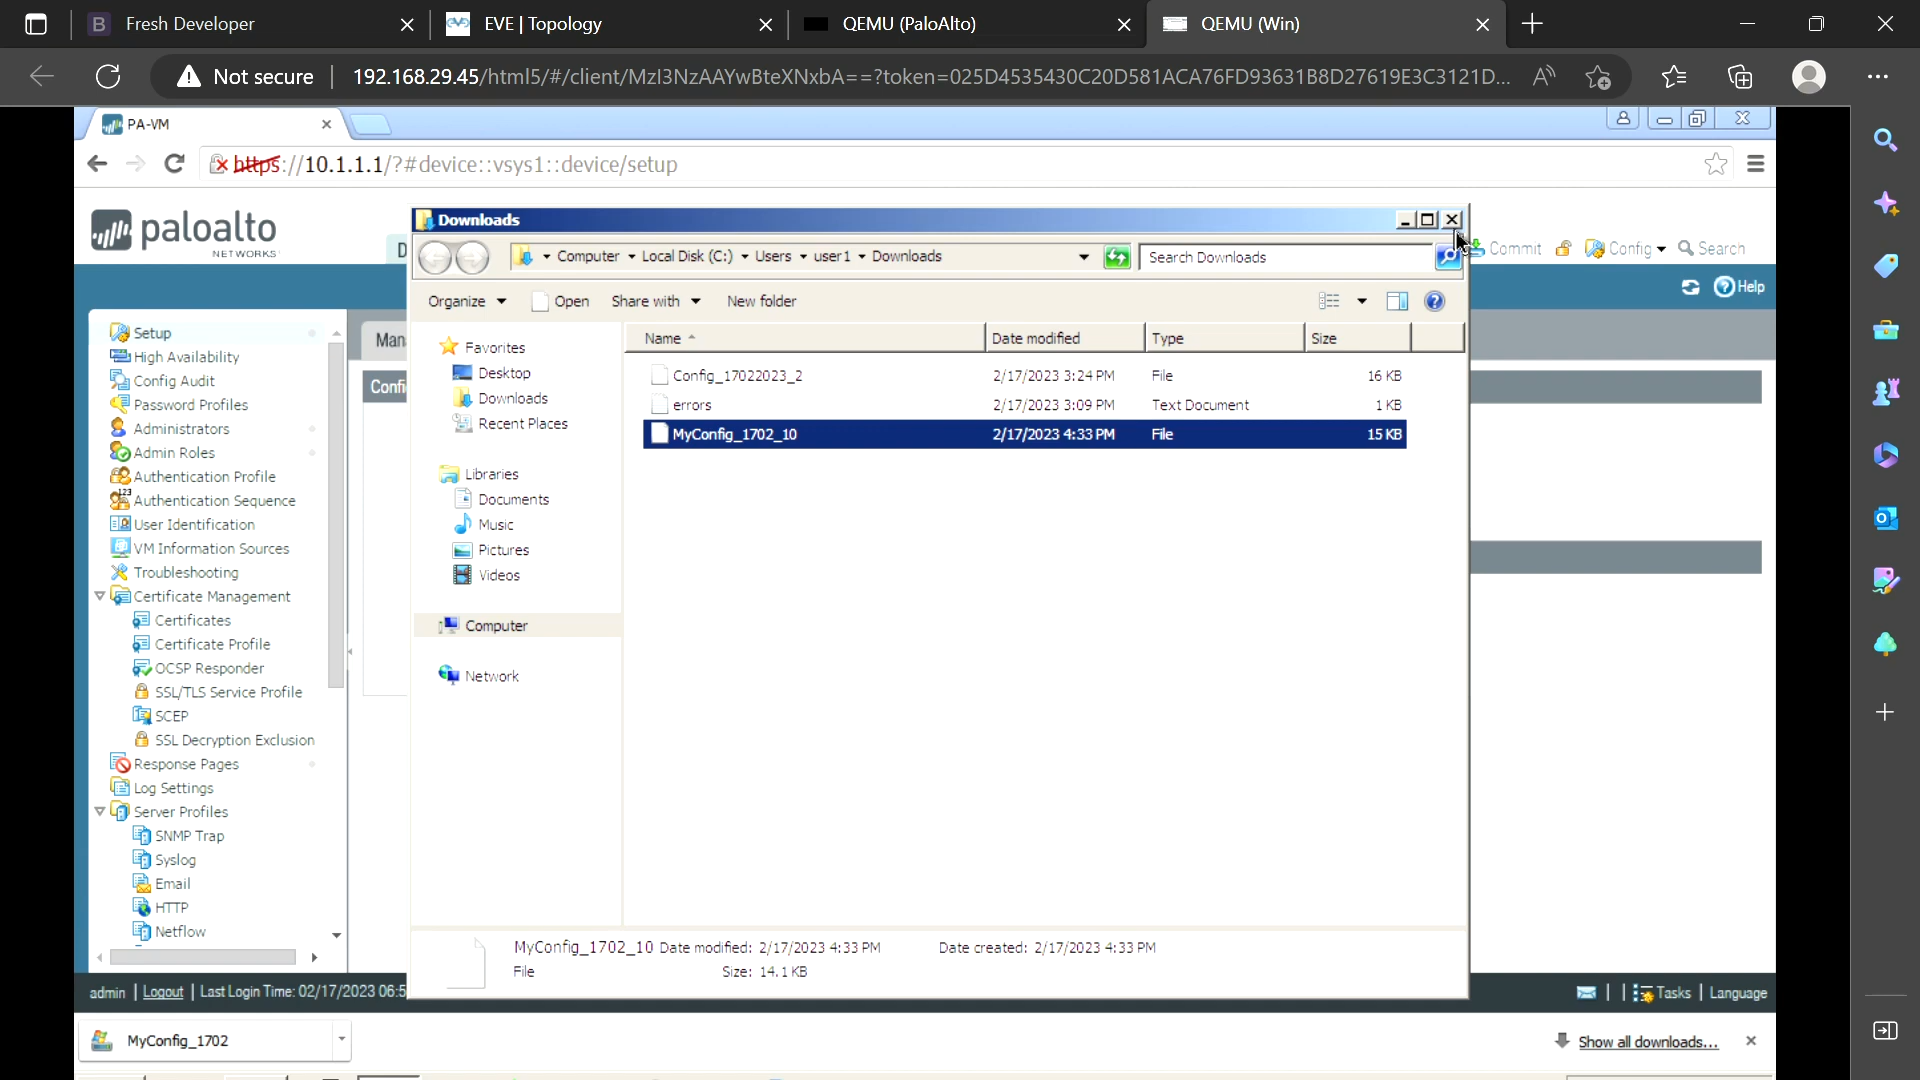 Fresh Developer
EVE | Topology
QEMU (PaloAlto)
QEMU (Win)
Not secure
192.168.29.45/html5/#/client/MzI3NzAAYwBteXNxbA==?token=025D4535430C20D581ACA76FD93631B8D27619E3C3121D...
PA-VM
https://10.1.1.1/?#device::vsys1::device/setup
paloalto
NETWORKS
D
Commit
Config
Search
Help
Setup
High Availability
Config Audit
Password Profiles
Administrators
Admin Roles
Authentication Profile
Authentication Sequence
User Identification
VM Information Sources
Troubleshooting
Certificate Management
Certificates
Certificate Profile
OCSP Responder
SSL/TLS Service Profile
SCEP
SSL Decryption Exclusion
Response Pages
Log Settings
Server Profiles
SNMP Trap
Syslog
Email
HTTP
Netflow
Man
Confi
Downloads
Computer Local Disk (C:) Users user1 Downloads
Search Downloads
Organize Open Share with New folder
Favorites
Desktop
Downloads
Recent Places
Libraries
Documents
Music
Pictures
Videos
Computer
Network
Name Date modified Type Size
Config_17022023_2 2/17/2023 3:24 PM File 16 KB
errors 2/17/2023 3:09 PM Text Document 1 KB
MyConfig_1702_10 2/17/2023 4:33 PM File 15 KB
MyConfig_1702_10 Date modified: 2/17/2023 4:33 PM Date created: 2/17/2023 4:33 PM
File Size: 14.1 KB
admin | Logout | Last Login Time: 02/17/2023 06:5
Tasks | Language
MyConfig_1702
Show all downloads...